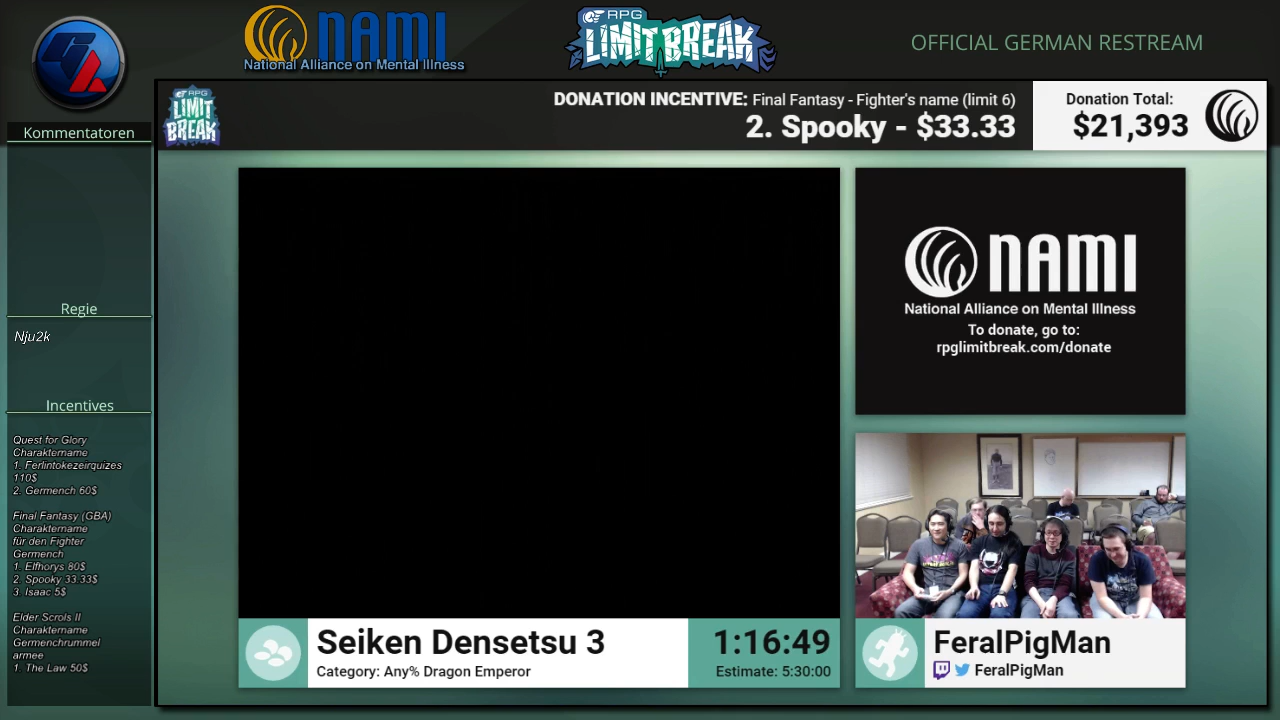 NAMI
National Alliance on Mental Illness
RPG
LIMIT BREAK
OFFICIAL GERMAN RESTREAM
Kommentatoren
Regie
Nju2k
Incentives
Quest for Glory
Charaktername
1. Ferlintokezeirquizes
110$
2. Germench 60$
Final Fantasy (GBA)
Charaktername
für den Fighter
Germench
1. Elfhorys 80$
2. Spooky 33.33$
3. Isaac 5$
Elder Scrolls II
Charaktername
Germenchrummel
armee
1. The Law 50$
RPG
LIMIT
BREAK
DONATION INCENTIVE: Final Fantasy - Fighter's name (limit 6)
2. Spooky - $33.33
Donation Total:
$21,393
NAMI
National Alliance on Mental Illness
To donate, go to:
rpglimitbreak.com/donate
Seiken Densetsu 3
Category: Any% Dragon Emperor
1:16:49
Estimate: 5:30:00
FeralPigMan
FeralPigMan